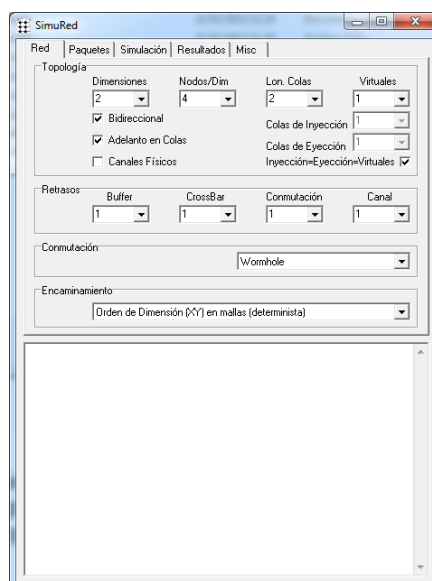 SimuRed
Red Paquetes Simulación Resultados Misc
Topología
Dimensiones Nodos/Dim Lon. Colas Virtuales
2 4 2 1
Bidireccional
Colas de Inyección 1
Adelanto en Colas
Colas de Eyección 1
Canales Físicos Inyección=Eyección=Virtuales
Retrasos
Buffer CrossBar Conmutación Canal
1 1 1 1
Conmutación
Wormhole
Encaminamiento
Orden de Dimensión (XY) en mallas (determinista)